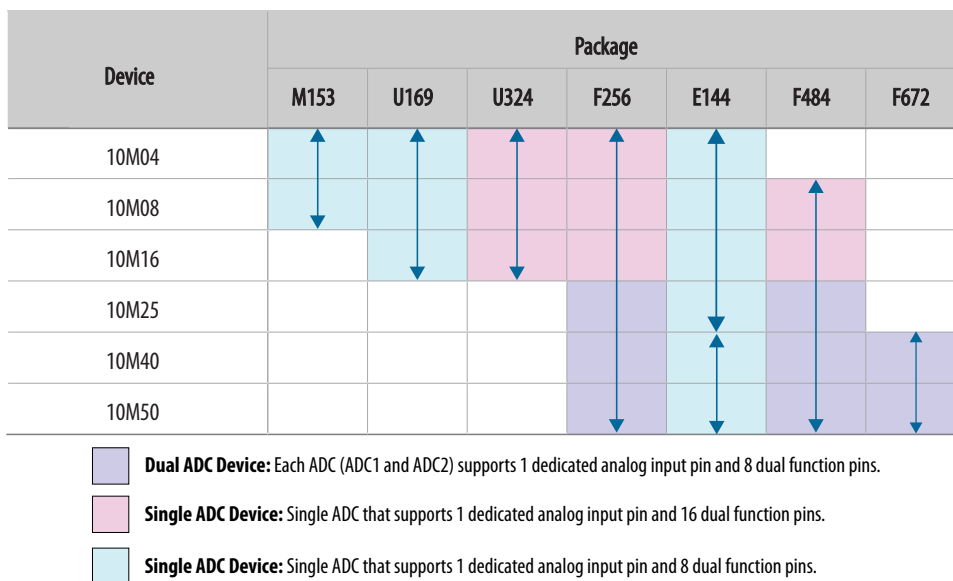 Device
Package
M153 U169 U324 F256 E144 F484 F672
10M04
10M08
10M16
10M25
10M40
10M50
Dual ADC Device: Each ADC (ADC1 and ADC2) supports 1 dedicated analog input pin and 8 dual function pins.
Single ADC Device: Single ADC that supports 1 dedicated analog input pin and 16 dual function pins.
Single ADC Device: Single ADC that supports 1 dedicated analog input pin and 8 dual function pins.